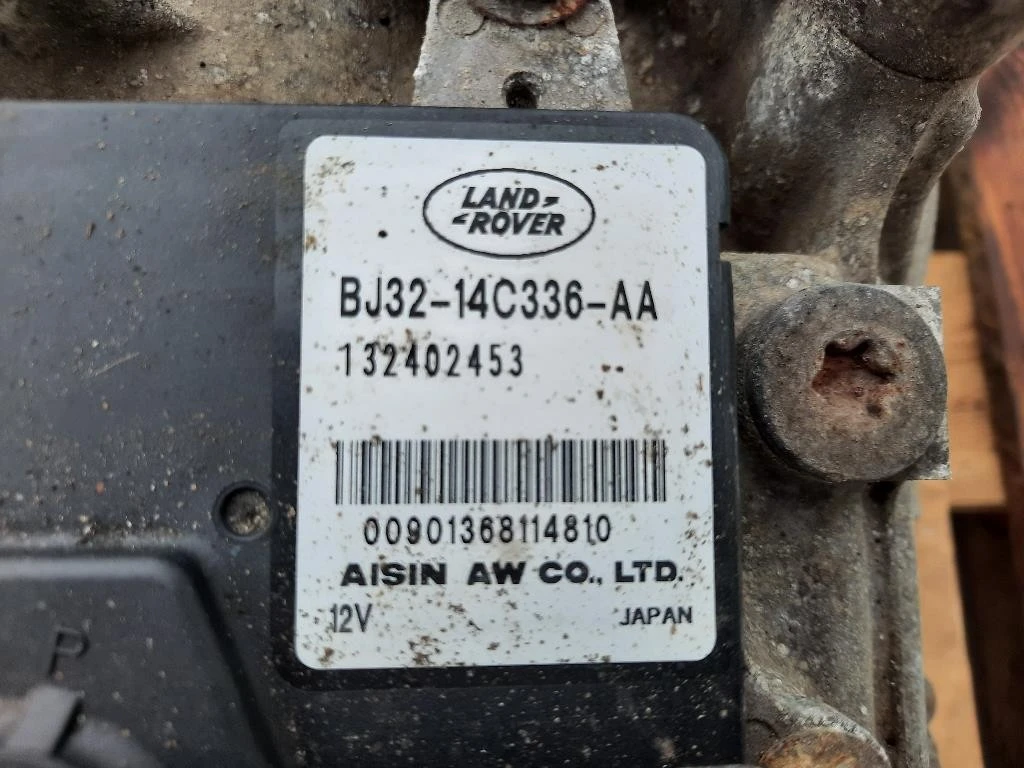 LAND
ROVER
BJ32-14C336-AA
132402453
00901368114810
AISIN AW CO., LTD.
12V JAPAN
P